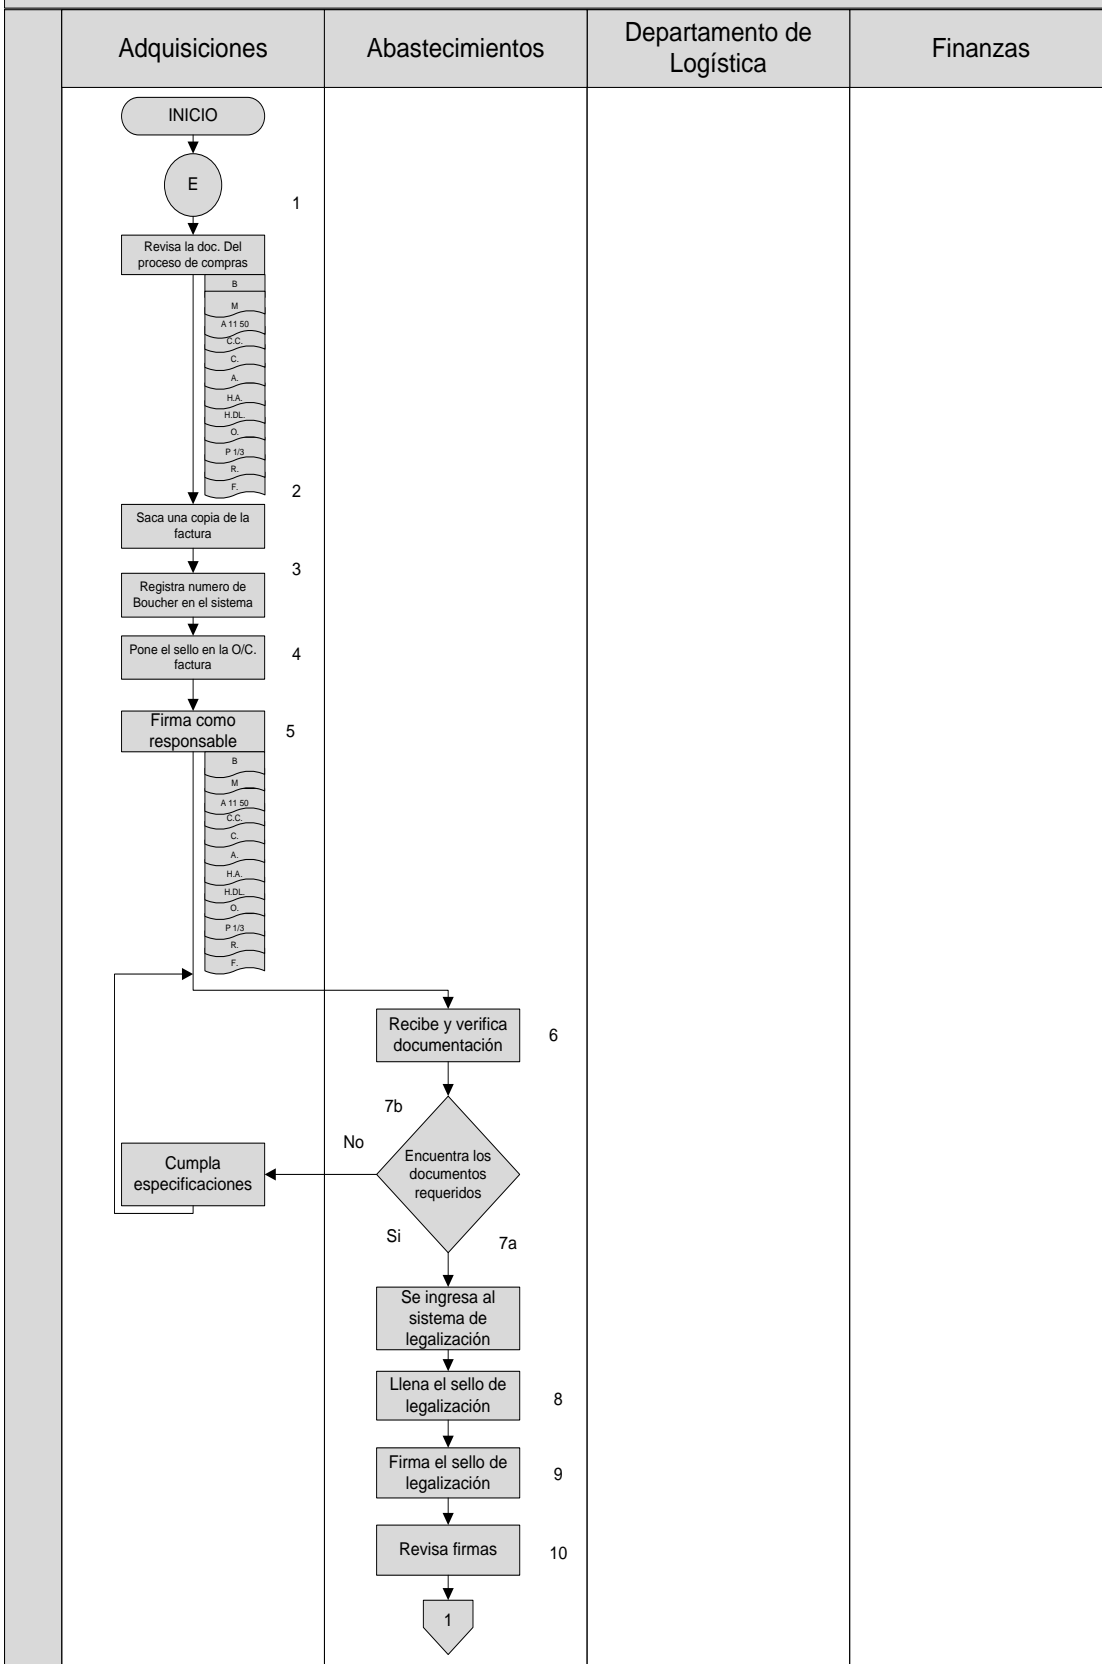 Adquisiciones
Abastecimientos
Departamento de
Logística
Finanzas
INICIO
E
1
Revisa la doc. Del
proceso de compras
B
M
A 11 50
C.C.
C.
A.
H.A.
H.DL.
O.
P 1/3
R.
F.
2
Saca una copia de la
factura
3
Registra numero de
Boucher en el sistema
Pone el sello en la O/C.
factura
4
Firma como
responsable
5
B
M
A 11 50
C.C.
C.
A.
H.A.
H.DL.
O.
P 1/3
R.
F.
Recibe y verifica
documentación
6
7b
No
Encuentra los
documentos
requeridos
Cumpla
especificaciones
Si
7a
Se ingresa al
sistema de
legalización
Llena el sello de
legalización
8
Firma el sello de
legalización
9
Revisa firmas
10
1